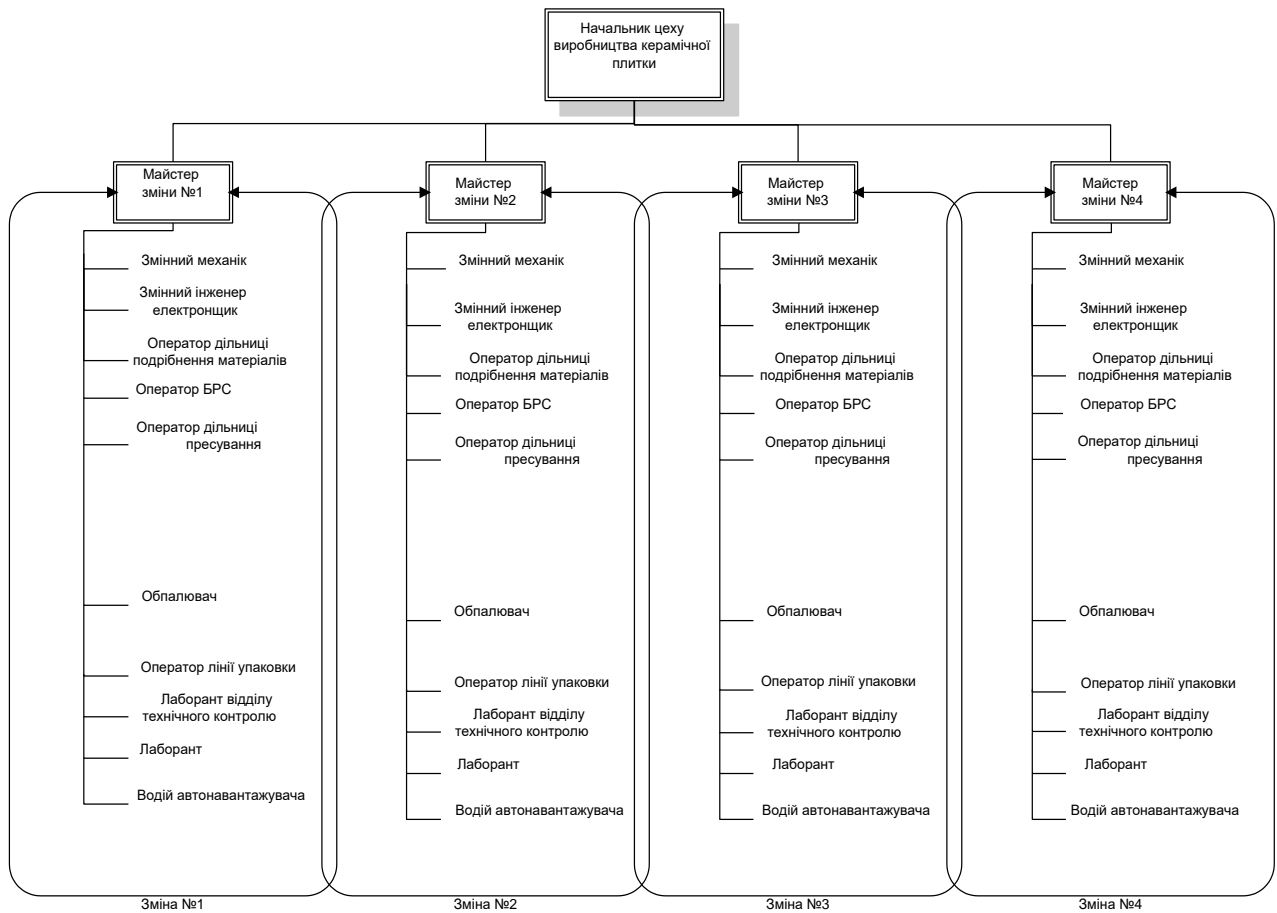 Начальник цеху
виробництва керамічної
плитки
Майстер
зміни №1
Змінний механік
Змінний інженер
електронщик
Оператор дільниці
подрібнення матеріалів
Оператор БРС
Оператор дільниці
пресування
Обпалювач
Оператор лінії упаковки
Лаборант відділу
технічного контролю
Лаборант
Водій автонавантажувача
Зміна №1
Майстер
зміни №2
Змінний механік
Змінний інженер
електронщик
Оператор дільниці
подрібнення матеріалів
Оператор БРС
Оператор дільниці
пресування
Обпалювач
Оператор лінії упаковки
Лаборант відділу
технічного контролю
Лаборант
Водій автонавантажувача
Зміна №2
Майстер
зміни №3
Змінний механік
Змінний інженер
електронщик
Оператор дільниці
подрібнення матеріалів
Оператор БРС
Оператор дільниці
пресування
Обпалювач
Оператор лінії упаковки
Лаборант відділу
технічного контролю
Лаборант
Водій автонавантажувача
Зміна №3
Майстер
зміни №4
Змінний механік
Змінний інженер
електронщик
Оператор дільниці
подрібнення матеріалів
Оператор БРС
Оператор дільниці
пресування
Обпалювач
Оператор лінії упаковки
Лаборант відділу
технічного контролю
Лаборант
Водій автонавантажувача
Зміна №4